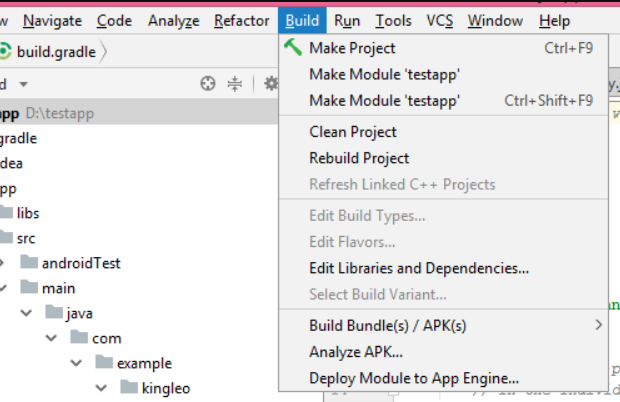 Navigate Code Analyze Refactor Build Run Tools VCS Window Help
build.gradle
Make Project Ctrl+F9
Make Module 'testapp'
Make Module 'testapp' Ctrl+Shift+F9
Clean Project
Rebuild Project
Refresh Linked C++ Projects
Edit Build Types...
Edit Flavors...
Edit Libraries and Dependencies...
Select Build Variant...
Build Bundle(s) / APK(s)
Analyze APK...
Deploy Module to App Engine...
app D:\testapp
gradle
idea
app
libs
src
androidTest
main
java
com
example
kingleo